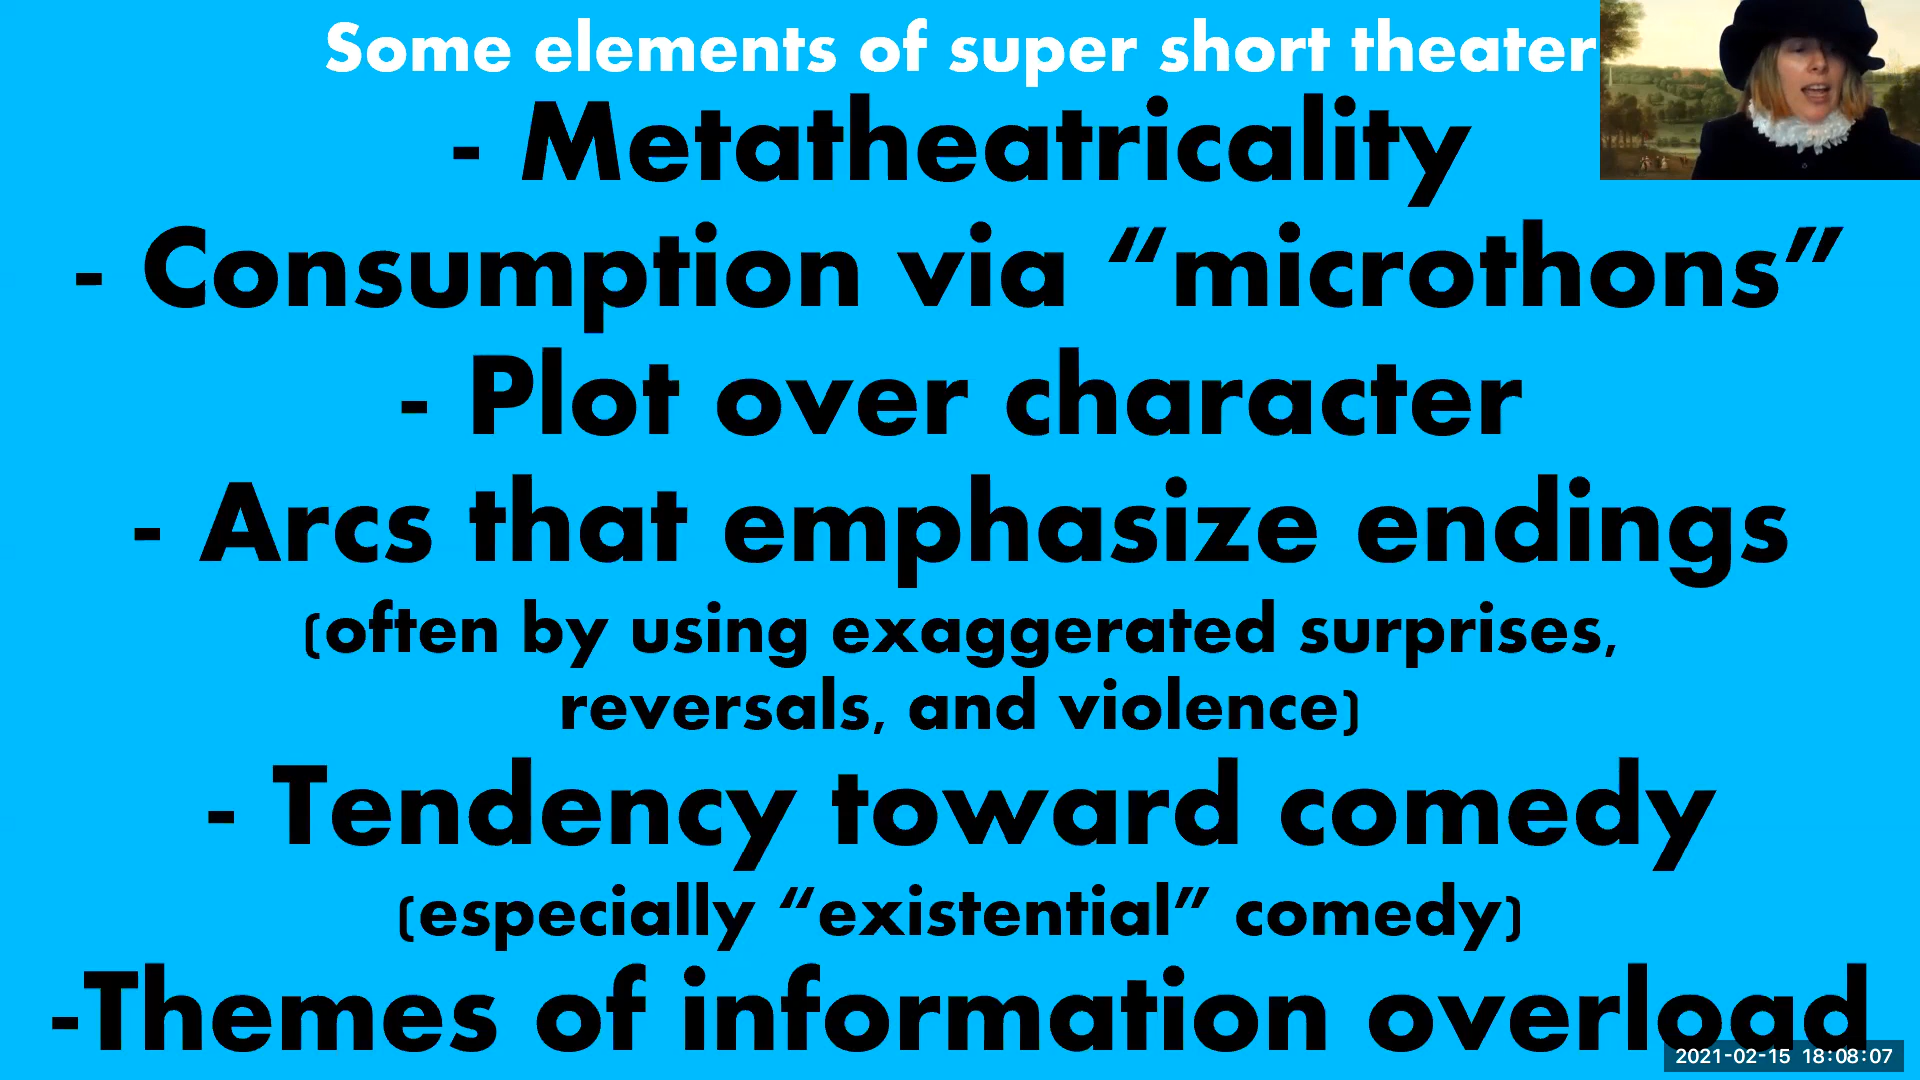 Some elements of super short theater
- Metatheatricality
- Consumption via “microthons”
- Plot over character
- Arcs that emphasize endings
(often by using exaggerated surprises,
reversals, and violence)
- Tendency toward comedy
(especially “existential” comedy)
-Themes of information overload
2021-02-15 18:08:07